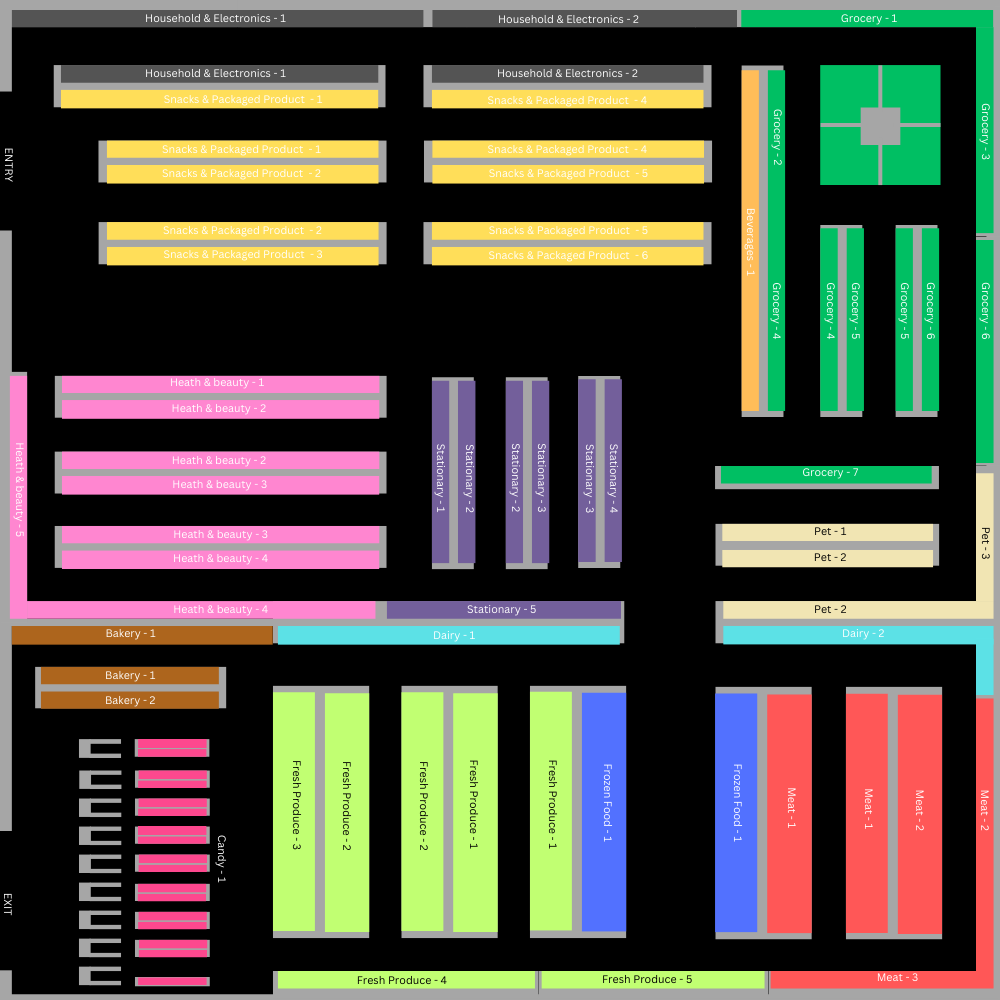 Household & Electronics - 1
Household & Electronics - 2
Grocery - 1
Household & Electronics - 1
Household & Electronics - 2
Snacks & Packaged Product - 1
Snacks & Packaged Product - 4
Grocery - 2
Grocery - 3
ENTRY
Snacks & Packaged Product - 1
Snacks & Packaged Product - 4
Snacks & Packaged Product - 2
Snacks & Packaged Product - 5
Snacks & Packaged Product - 2
Snacks & Packaged Product - 5
Snacks & Packaged Product - 3
Snacks & Packaged Product - 6
Beverages - 1
Grocery - 4
Grocery - 4
Grocery - 5
Grocery - 5
Grocery - 6
Grocery - 6
Heath & beauty - 1
Heath & beauty - 2
Heath & beauty - 2
Heath & beauty - 3
Heath & beauty - 5
Stationary - 1
Stationary - 2
Stationary - 2
Stationary - 3
Stationary - 3
Stationary - 4
Grocery - 7
Heath & beauty - 3
Heath & beauty - 4
Pet - 1
Pet - 2
Pet - 3
Heath & beauty - 4
Stationary - 5
Pet - 2
Bakery - 1
Dairy - 1
Dairy - 2
Bakery - 1
Bakery - 2
Fresh Produce - 3
Fresh Produce - 2
Fresh Produce - 2
Fresh Produce - 1
Fresh Produce - 1
Frozen Food - 1
Frozen Food - 1
Meat - 1
Meat - 1
Meat - 2
Meat - 2
Candy - 1
EXIT
Fresh Produce - 4
Fresh Produce - 5
Meat - 3